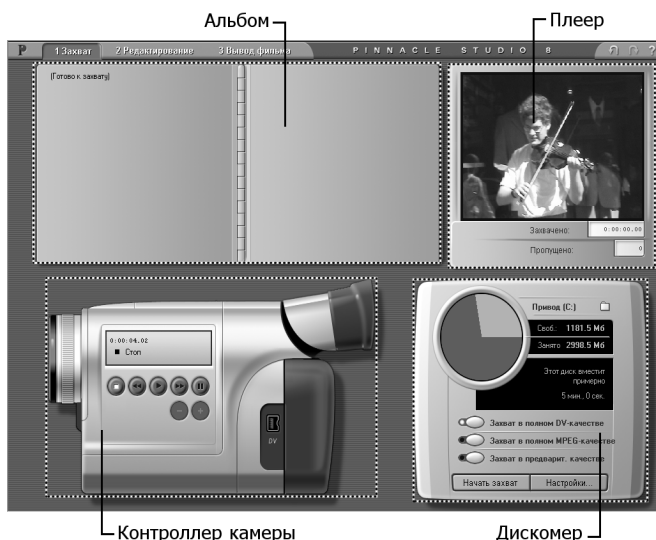 Альбом
Плеер
P 1 Захват 2 Редактирование 3 Вывод фильма PINNACLE STUDIO 8 ?
(Готово к захвату)
Захвачено: 0:00:00.00
Пропущено: 0
0:00:04.02
Стоп
DV
Привод (C:)
Своб.: 1181.5 Мб
Занято 2998.5 Мб
Этот диск вместит
примерно
5 мин., 0 сек.
Захват в полном DV-качестве
Захват в полном MPEG-качестве
Захват в предварит. качестве
Начать захват Настройки...
Контроллер камеры
Дискомер